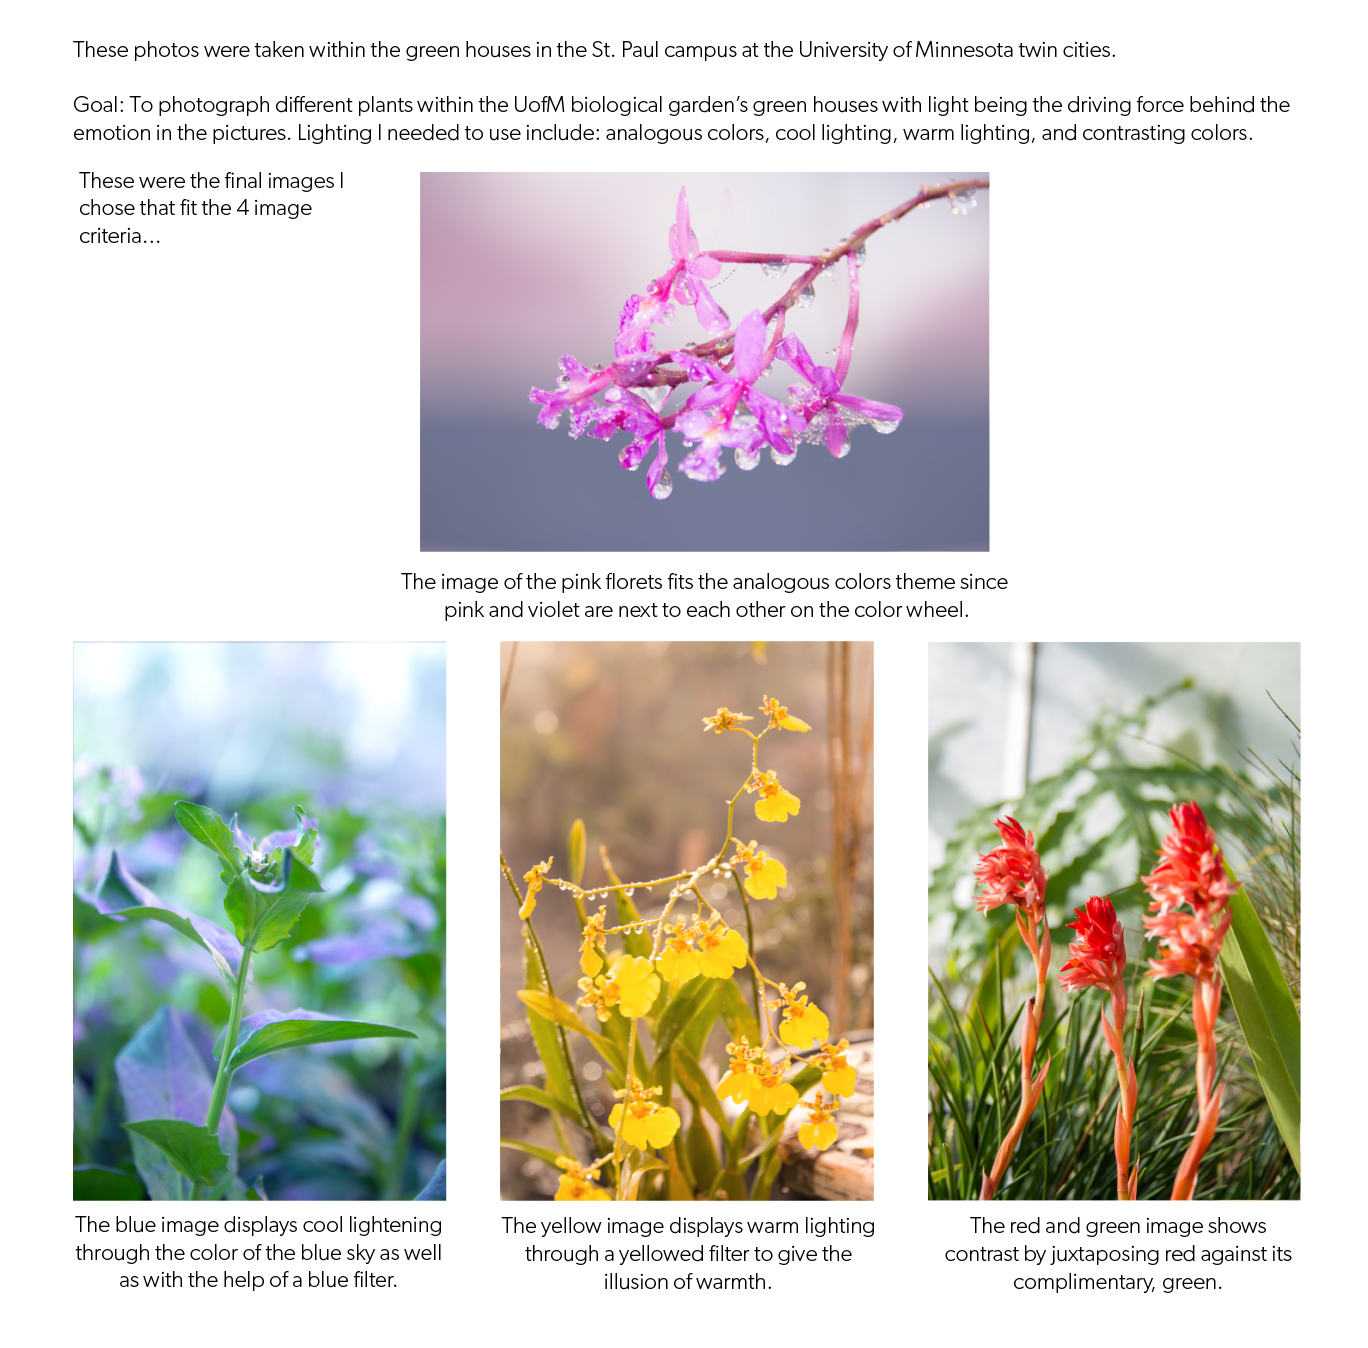 These photos were taken within the green houses in the St. Paul campus at the University of Minnesota twin cities.
Goal: To photograph different plants within the UofM biological garden's green houses with light being the driving force behind the
emotion in the pictures. Lighting I needed to use include: analogous colors, cool lighting, warm lighting, and contrasting colors.
These were the final images I
chose that fit the 4 image
criteria...
The image of the pink florets fits the analogous colors theme since
pink and violet are next to each other on the color wheel.
The blue image displays cool lightening
through the color of the blue sky as well
as with the help of a blue filter.
The yellow image displays warm lighting
through a yellowed filter to give the
illusion of warmth.
The red and green image shows
contrast by juxtaposing red against its
complimentary, green.